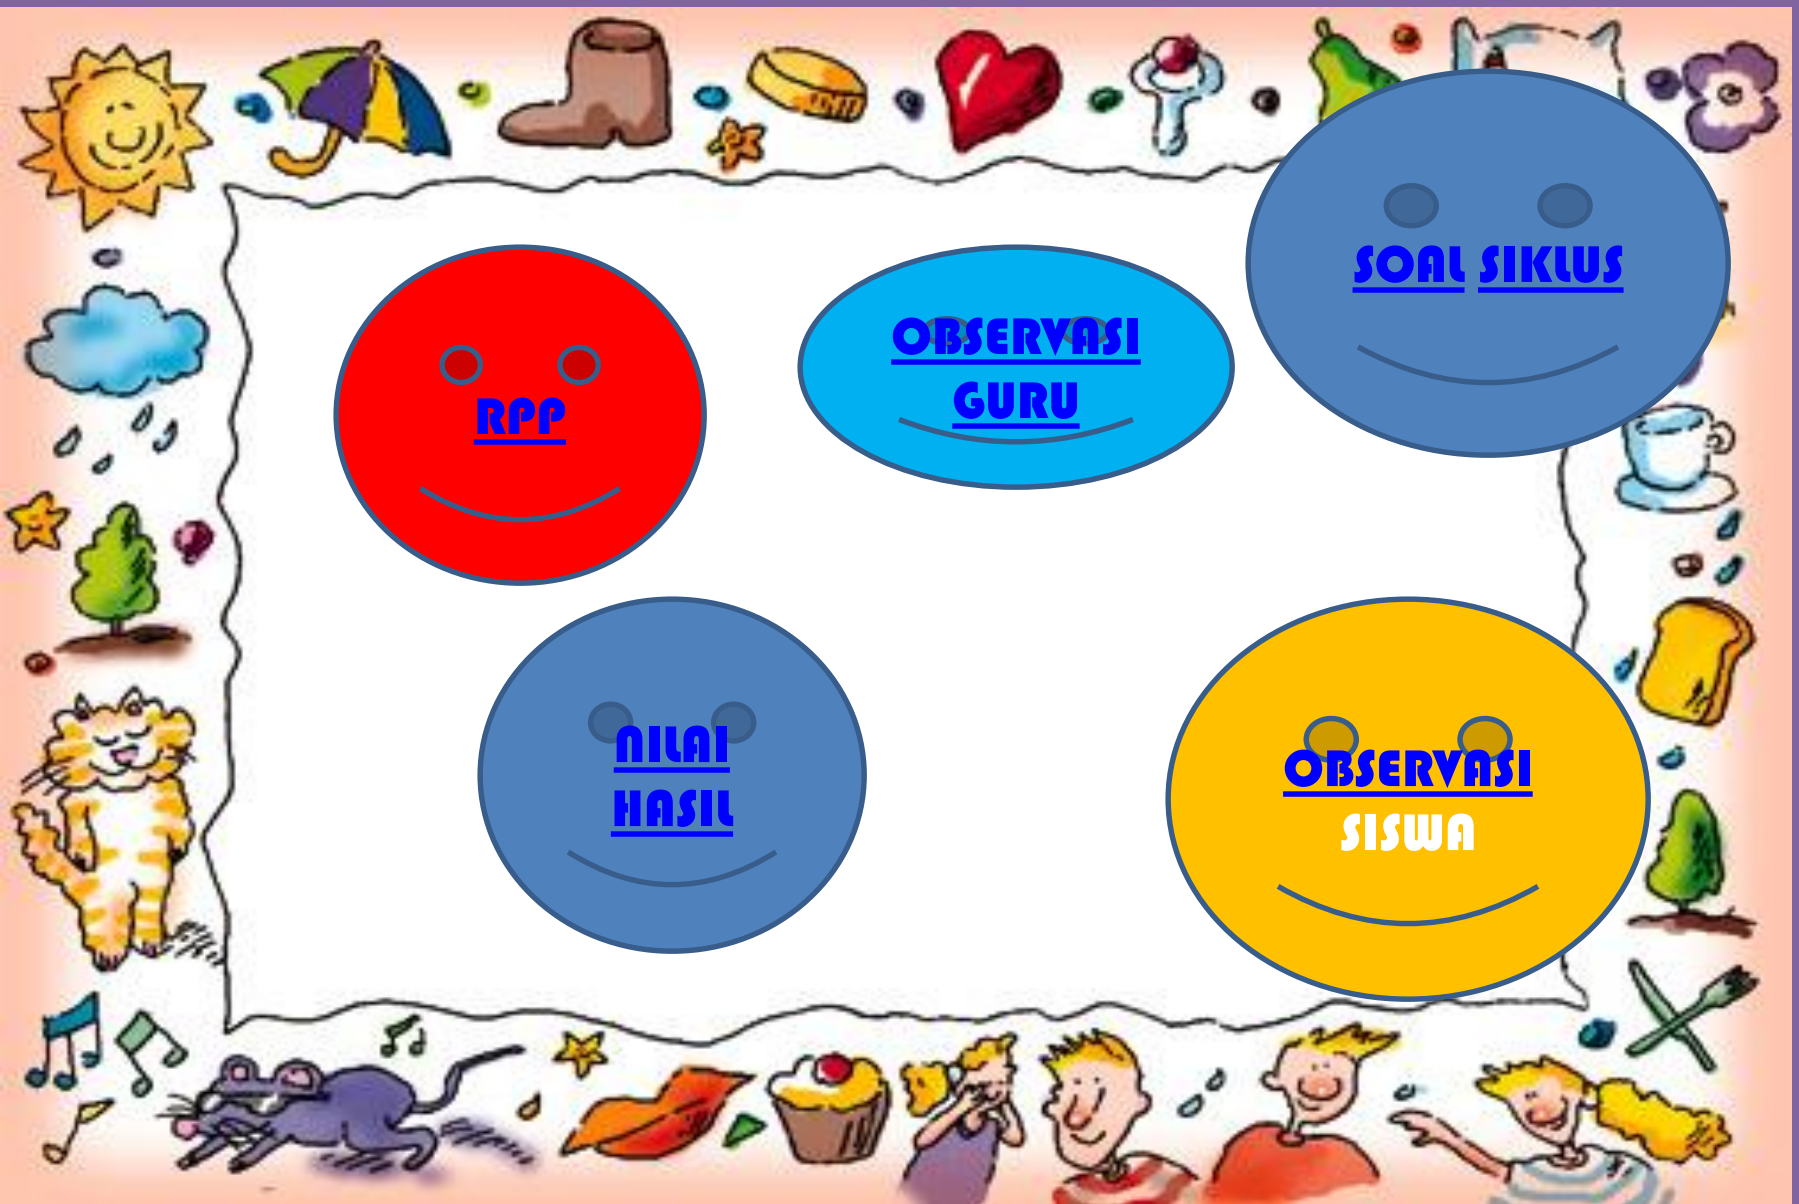 RPP
OBSERVASI
GURU
SOAL SIKLUS
NILAI
HASIL
OBSERVASI
SISWA